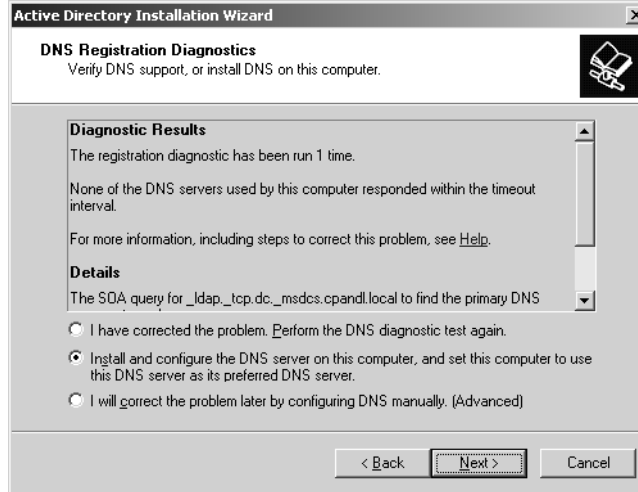 Active Directory Installation Wizard
DNS Registration Diagnostics
Verify DNS support, or install DNS on this computer.
Diagnostic Results
The registration diagnostic has been run 1 time.
None of the DNS servers used by this computer responded within the timeout
interval.
For more information, including steps to correct this problem, see Help.
Details
The SOA query for _ldap._tcp.dc._msdcs.cpandl.local to find the primary DNS
I have corrected the problem. Perform the DNS diagnostic test again.
Install and configure the DNS server on this computer, and set this computer to use
this DNS server as its preferred DNS server.
I will correct the problem later by configuring DNS manually. (Advanced)
< Back
Next >
Cancel